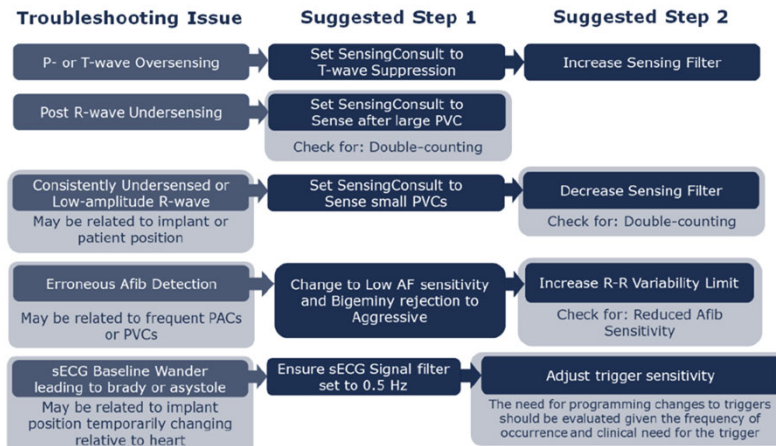 Troubleshooting Issue
Suggested Step 1
Suggested Step 2
P- or T-wave Oversensing
Set SensingConsult to
T-wave Suppression
Increase Sensing Filter
Post R-wave Undersensing
Set SensingConsult to
Sense after large PVC
Check for: Double-counting
Consistently Undersensed or
Low-amplitude R-wave
May be related to implant or
patient position
Set SensingConsult to
Sense small PVCs
Decrease Sensing Filter
Check for: Double-counting
Erroneous Afib Detection
May be related to frequent PACs
or PVCs
Change to Low AF sensitivity
and Bigeminy rejection to
Aggressive
Increase R-R Variability Limit
Check for: Reduced Afib
Sensitivity
sECG Baseline Wander
leading to brady or asystole
May be related to implant
position temporarily changing
relative to heart
Ensure sECG Signal filter
set to 0.5 Hz
Adjust trigger sensitivity
The need for programming changes to triggers
should be evaluated given the frequency of
occurrence and clinical need for the trigger